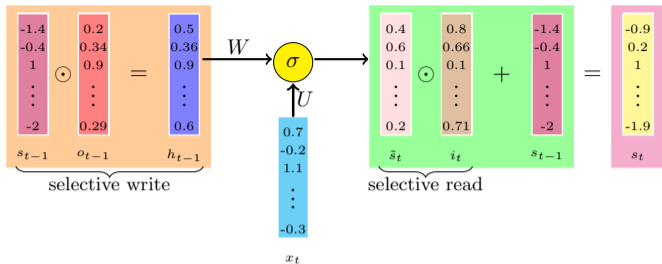 -1.4 0.2 0.5 0.4 0.8 -1.4 -0.9
-0.4 0.34 0.36 W σ 0.6 0.66 -0.4 0.2
1 ⊙ 0.9 = 0.9 0.1 ⊙ 0.1 + 1 = 1
⋮ ⋮ ⋮ U ⋮ ⋮ ⋮ ⋮
-2 0.29 0.6 0.2 0.71 -2 -1.9
s_{t−1} o_{t−1} h_{t−1} s̃_t i_t s_{t−1} s_t
selective write selective read
0.7
-0.2
1.1
⋮
-0.3
x_t